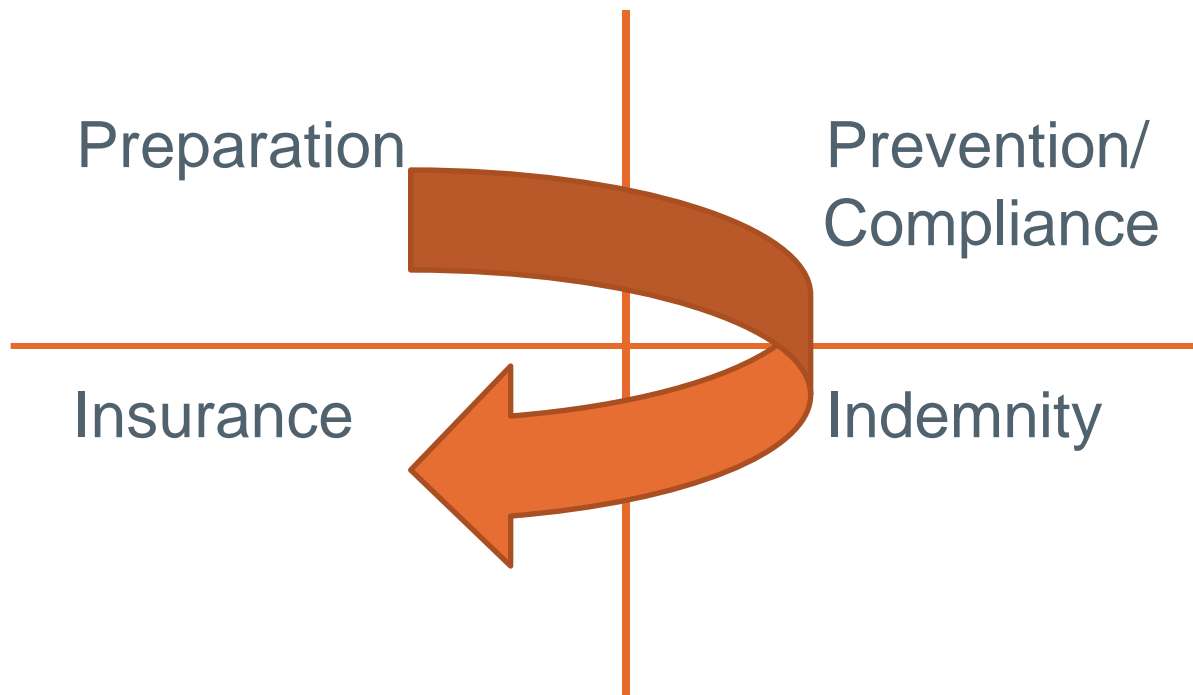 Preparation
Prevention/
Compliance
Insurance
Indemnity